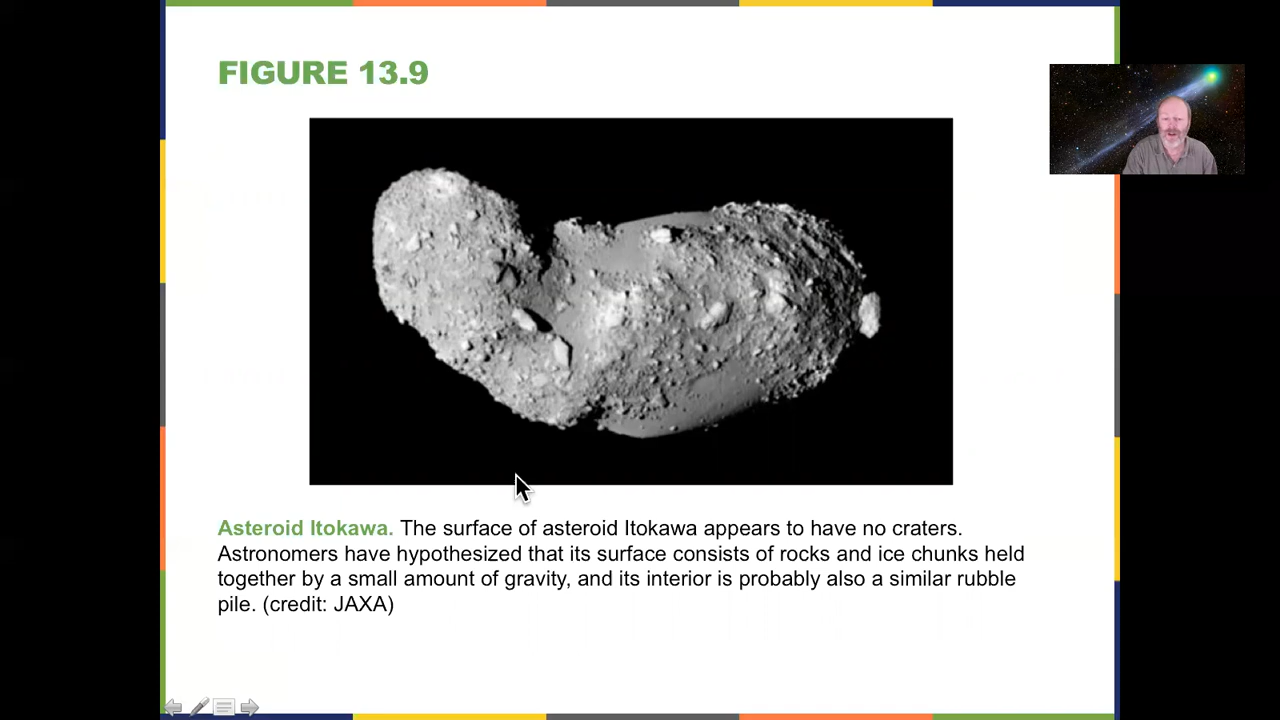 FIGURE 13.9
Asteroid Itokawa. The surface of asteroid Itokawa appears to have no craters.
Astronomers have hypothesized that its surface consists of rocks and ice chunks held
together by a small amount of gravity, and its interior is probably also a similar rubble
pile. (credit: JAXA)